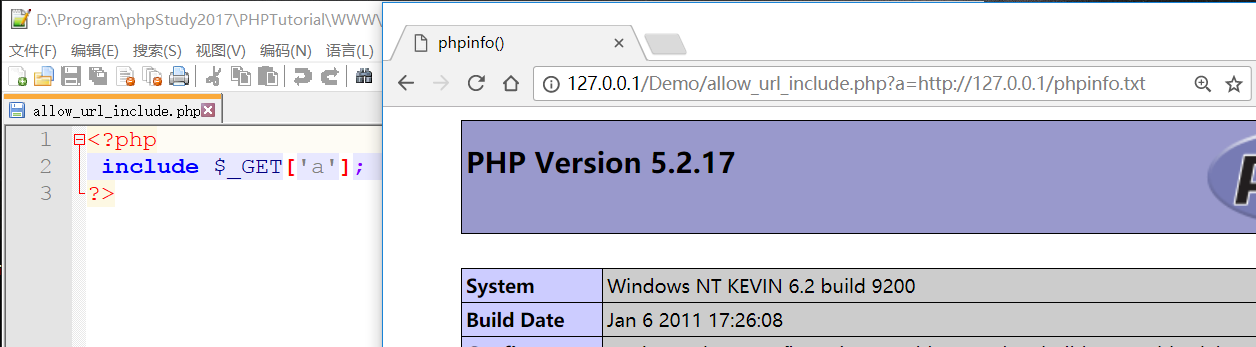 D:\Program\phpStudy2017\PHPTutorial\WWW\
文件(F) 编辑(E) 搜索(S) 视图(V) 编码(N) 语言(L)
allow_url_include.php
1 <?php
2 include $_GET['a'];
3 ?>
phpinfo()
127.0.0.1/Demo/allow_url_include.php?a=http://127.0.0.1/phpinfo.txt
PHP Version 5.2.17
System Windows NT KEVIN 6.2 build 9200
Build Date Jan 6 2011 17:26:08